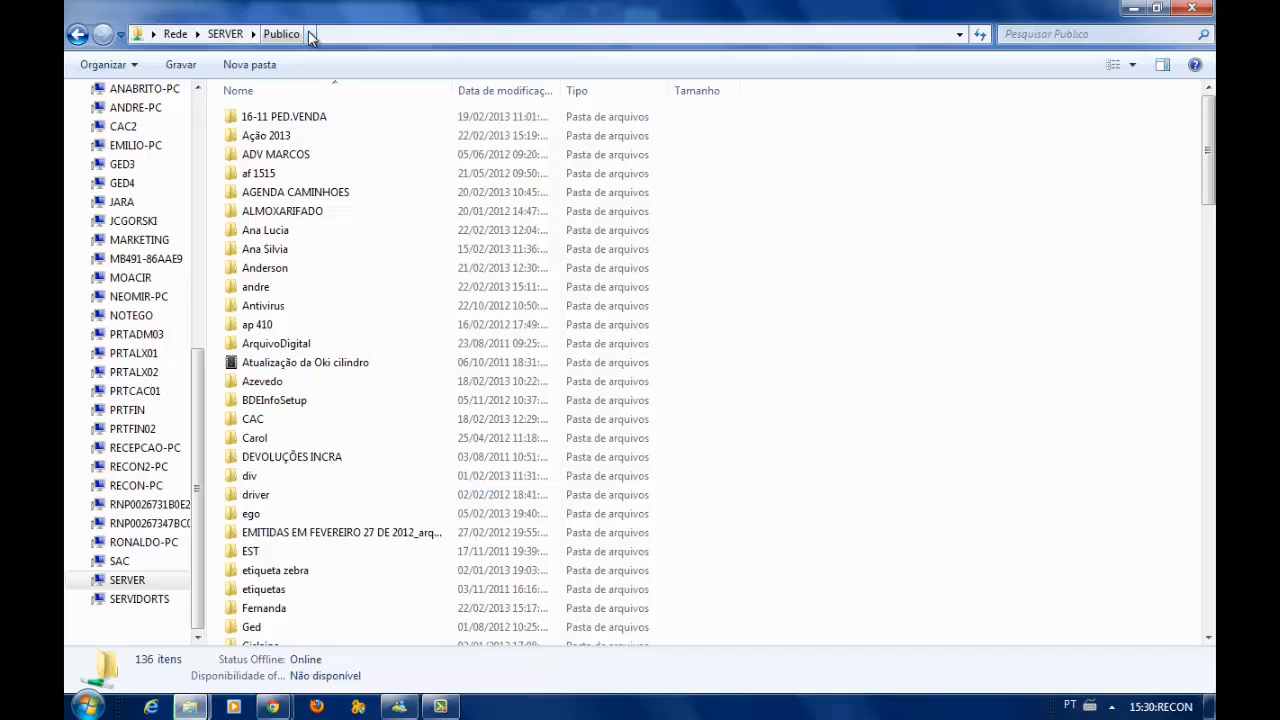 Rede SERVER Publico
Pesquisar Publico
Organizar Gravar Nova pasta
Nome Data de modificaç... Tipo Tamanho
ANABRITO-PC
ANDRE-PC
CAC2
EMILIO-PC
GED3
GED4
JARA
JCGORSKI
MARKETING
MB491-86AAE9
MOACIR
NEOMIR-PC
NOTEGO
PRTADM03
PRTALX01
PRTALX02
PRTCAC01
PRTFIN
PRTFIN02
RECEPCAO-PC
RECON2-PC
RECON-PC
RNP0026731B0E2
RNP00267347BC0
RONALDO-PC
SAC
SERVER
SERVIDORTS
16-11 PED.VENDA 19/02/2013 11:01:... Pasta de arquivos
Ação 2013 22/02/2013 15:19:... Pasta de arquivos
ADV MARCOS 05/06/2012 09:20:... Pasta de arquivos
af 1515 21/05/2012 09:50:... Pasta de arquivos
AGENDA CAMINHOES 20/02/2013 10:45:... Pasta de arquivos
ALMOXARIFADO 20/01/2012 14:47:... Pasta de arquivos
Ana Lucia 22/02/2013 12:04:... Pasta de arquivos
Ana Silvia 15/02/2013 11:36:... Pasta de arquivos
Anderson 21/02/2013 12:30:... Pasta de arquivos
andre 22/02/2013 15:11:... Pasta de arquivos
Antivirus 22/10/2012 10:50:... Pasta de arquivos
ap 410 16/02/2012 17:49:... Pasta de arquivos
ArquivoDigital 23/08/2011 09:25:... Pasta de arquivos
Atualização da Oki cilindro 06/10/2011 18:31:... Pasta de arquivos
Azevedo 18/02/2013 10:22:... Pasta de arquivos
BDEInfoSetup 05/11/2012 10:37:... Pasta de arquivos
CAC 18/02/2013 12:29:... Pasta de arquivos
Carol 25/04/2012 11:18:... Pasta de arquivos
DEVOLUÇÕES INCRA 03/08/2011 10:51:... Pasta de arquivos
div 01/02/2013 11:31:... Pasta de arquivos
driver 02/02/2012 18:41:... Pasta de arquivos
ego 05/02/2013 19:40:... Pasta de arquivos
EMITIDAS EM FEVEREIRO 27 DE 2012_arq... 27/02/2012 19:55:... Pasta de arquivos
EST 17/11/2011 19:39:... Pasta de arquivos
etiqueta zebra 02/01/2013 19:03:... Pasta de arquivos
etiquetas 03/11/2011 16:16:... Pasta de arquivos
Fernanda 22/02/2013 15:17:... Pasta de arquivos
Ged 01/08/2012 10:25:... Pasta de arquivos
136 itens Status Offline: Online
Disponibilidade of... Não disponível
PT 15:30:RECON